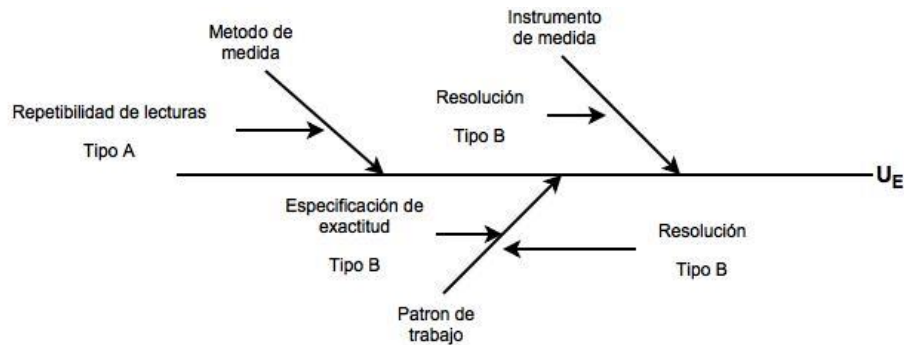 Metodo de
medida
Instrumento
de medida
Repetibilidad de lecturas
Tipo A
Resolución
Tipo B
U_E
Especificación de
exactitud
Tipo B
Resolución
Tipo B
Patron de
trabajo